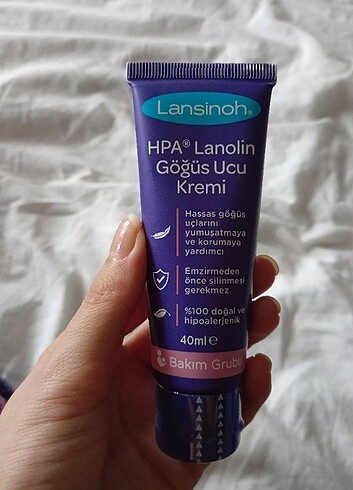 Lansinoh®
HPA® Lanolin
Göğüs Ucu
Kremi
Hassas göğüs
uçlarını
yumuşatmaya
ve korumaya
yardımcı
Emzirmeden
önce silinmesi
gerekmez
%100 doğal ve
hipoalerjenik
40ml e
Bakım Grubu